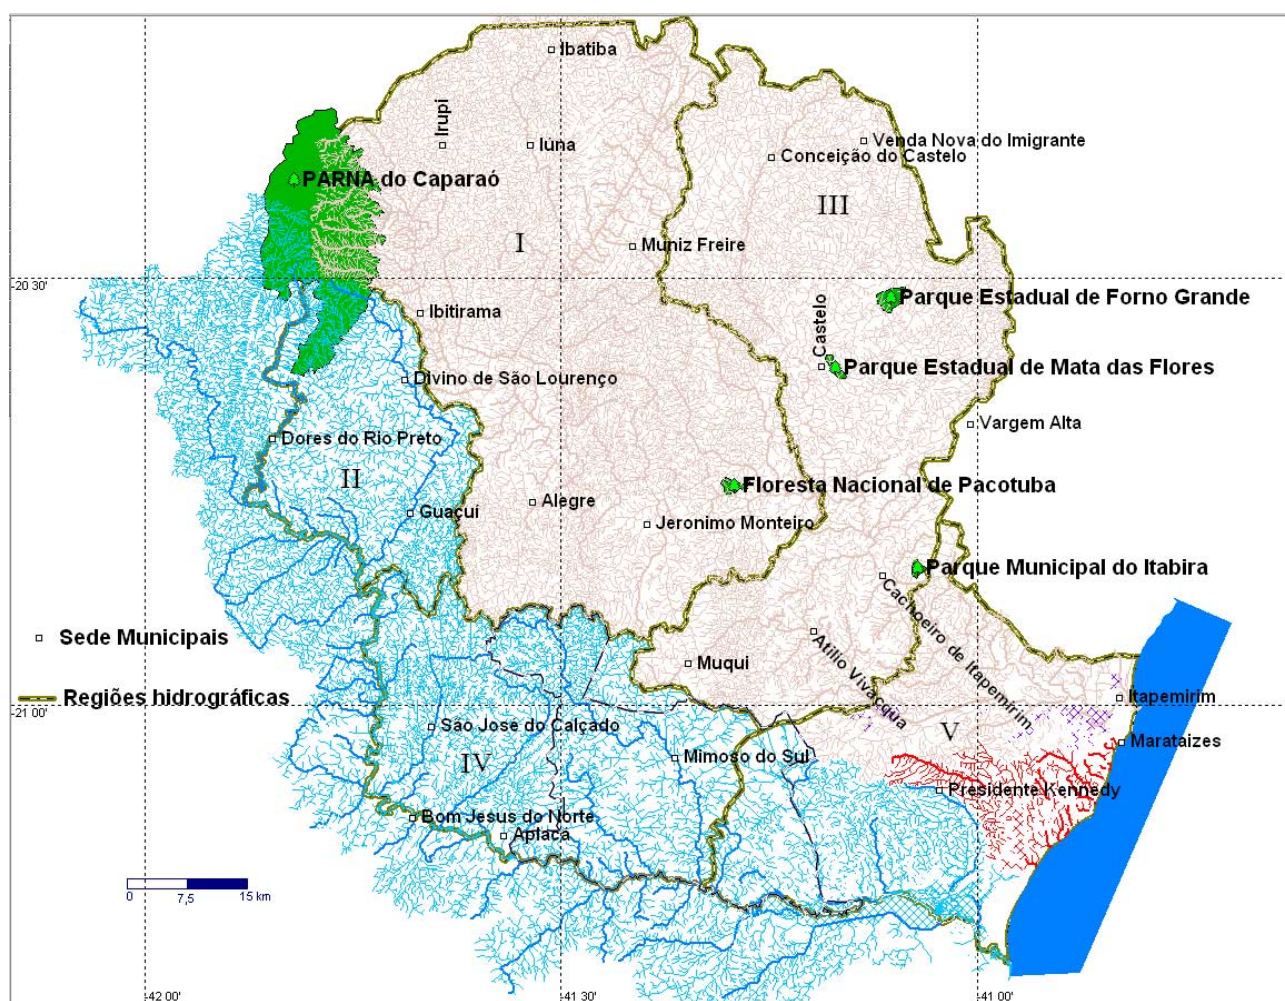 Ibatiba
Irupi
Iúna
Venda Nova do Imigrante
Conceição do Castelo
PARNA do Caparaó
III
I
Muniz Freire
-20 30'
Parque Estadual de Forno Grande
Ibitirama
Castelo
Parque Estadual de Mata das Flores
Divino de São Lourenço
Vargem Alta
Dores do Rio Preto
II
Floresta Nacional de Pacotuba
Alegre
Guaçuí
Jeronimo Monteiro
Parque Municipal do Itabira
Cachoeiro de Itapemirim
Sede Municipais
Atilio Vivacqua
Muqui
Regiões hidrográficas
Itapemirim
-21 00'
São Jose do Calçado
V
Marataizes
IV
Mimoso do Sul
Presidente Kennedy
Bom Jesus do Norte
Apiacá
0 7,5 15 km
-42 00'
-41 30'
-41 00'